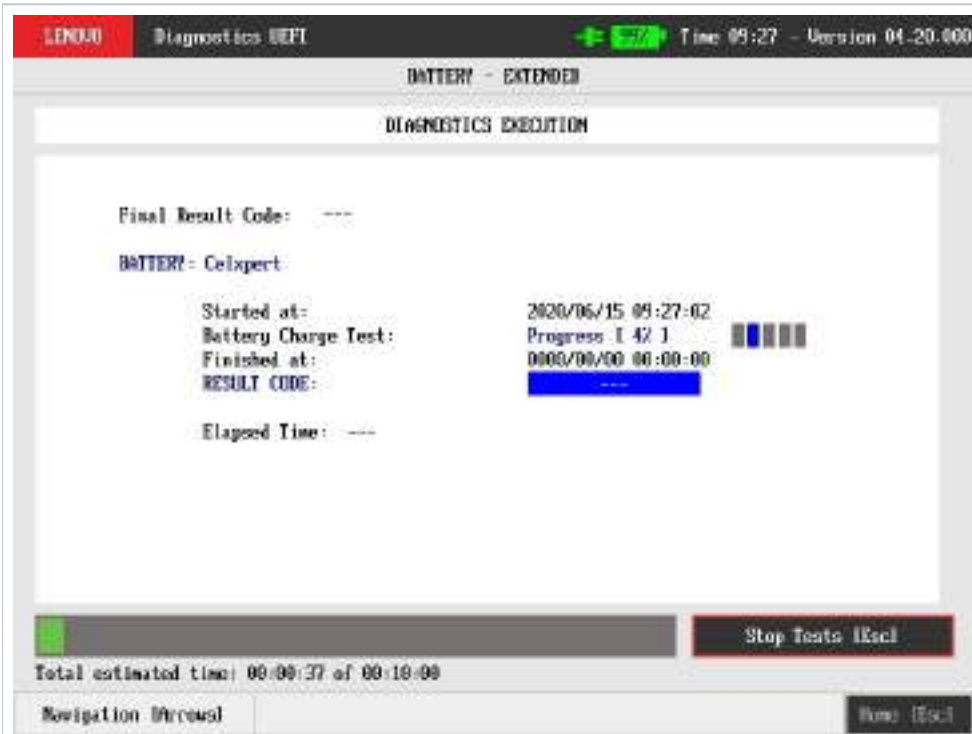 LENOVO Diagnostics UEFI 99% Time 09:27 - Version 04.20.000
BATTERY - EXTENDED
DIAGNOSTICS EXECUTION
Final Result Code: ---
BATTERY: Celxpert
Started at: 2020/06/15 09:27:02
Battery Charge Test: Progress [ 4% ]
Finished at: 0000/00/00 00:00:00
RESULT CODE: ---
Elapsed Time: ---
Stop Tests [Esc]
Total estimated time: 00:00:37 of 00:10:00
Navigation [Arrows] Home [Esc]